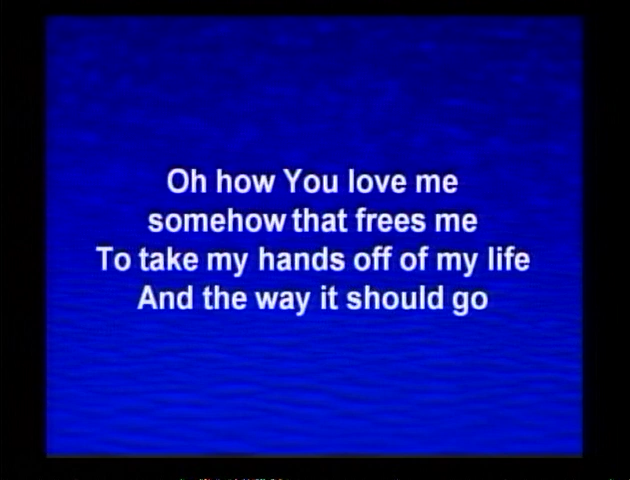 Oh how You love me
somehow that frees me
To take my hands off of my life
And the way it should go